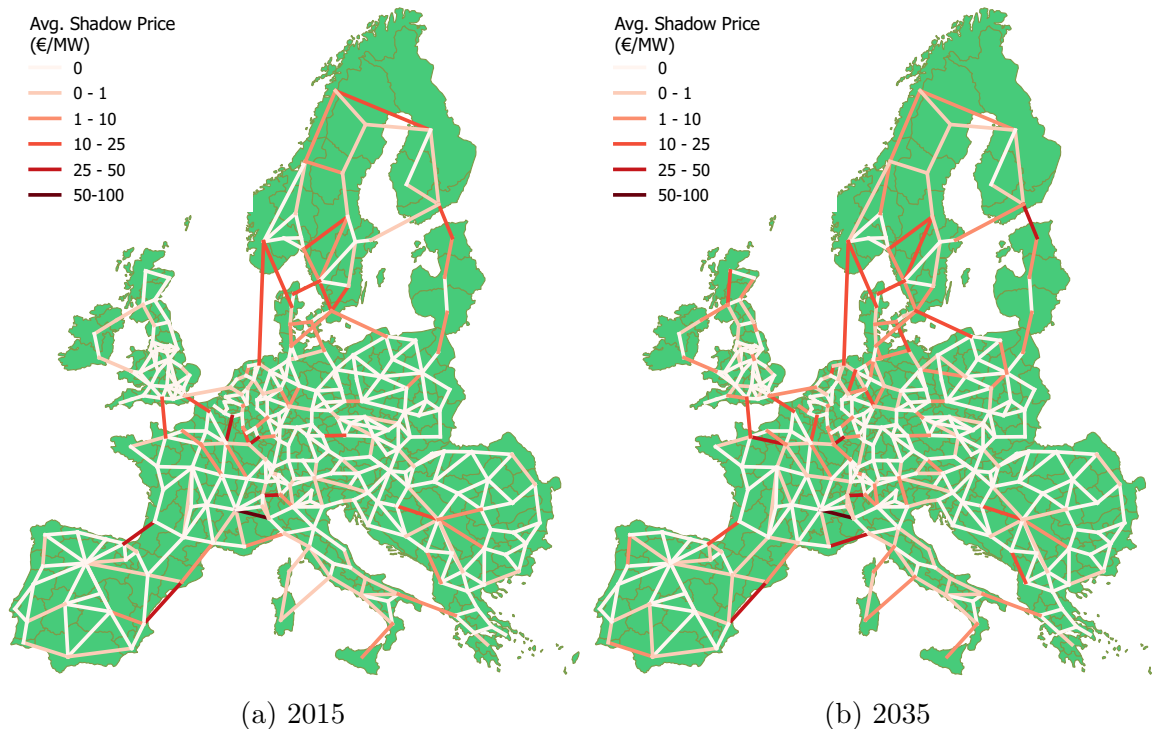 Avg. Shadow Price
(€/MW)
0
0 - 1
1 - 10
10 - 25
25 - 50
50-100
Avg. Shadow Price
(€/MW)
0
0 - 1
1 - 10
10 - 25
25 - 50
50-100
(a) 2015
(b) 2035